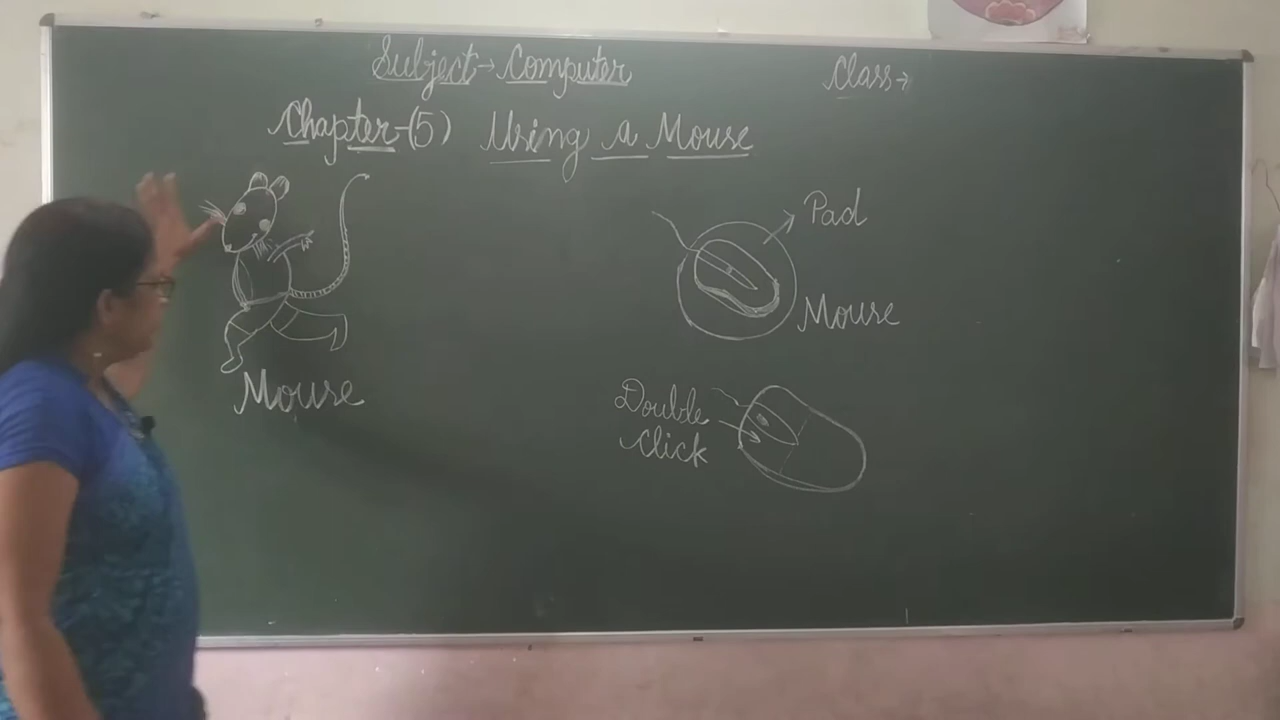 Subject→ Computer
Class→
Chapter-(5) Using a Mouse
Pad
Mouse
Mouse
Double
Click